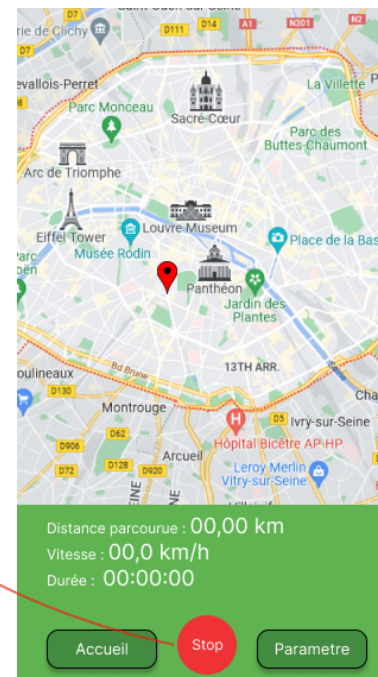 D7
D111
D14
A1
N301
N2
rie de Clichy
D7
evallois-Perret
La Villette
P
Parc Monceau
Sacré-Cœur
Parc des
Buttes-Chaumont
Arc de Triomphe
Eiffel Tower
Louvre Museum
Place de la Bas
Parc
Musée Rodin
Panthéon
Jardin des
Plantes
Bd Brune
13TH ARR.
oulineaux
D130
Montrouge
Cha
D5
Ivry-sur-Seine
D62
D906
Hôpital Bicêtre AP-HP
Arcueil
D72
D128
D920
Leroy Merlin
Vitry-sur-Seine
Distance parcourue : 00,00 km
Vitesse : 00,0 km/h
Durée : 00:00:00
Accueil
Stop
Parametre